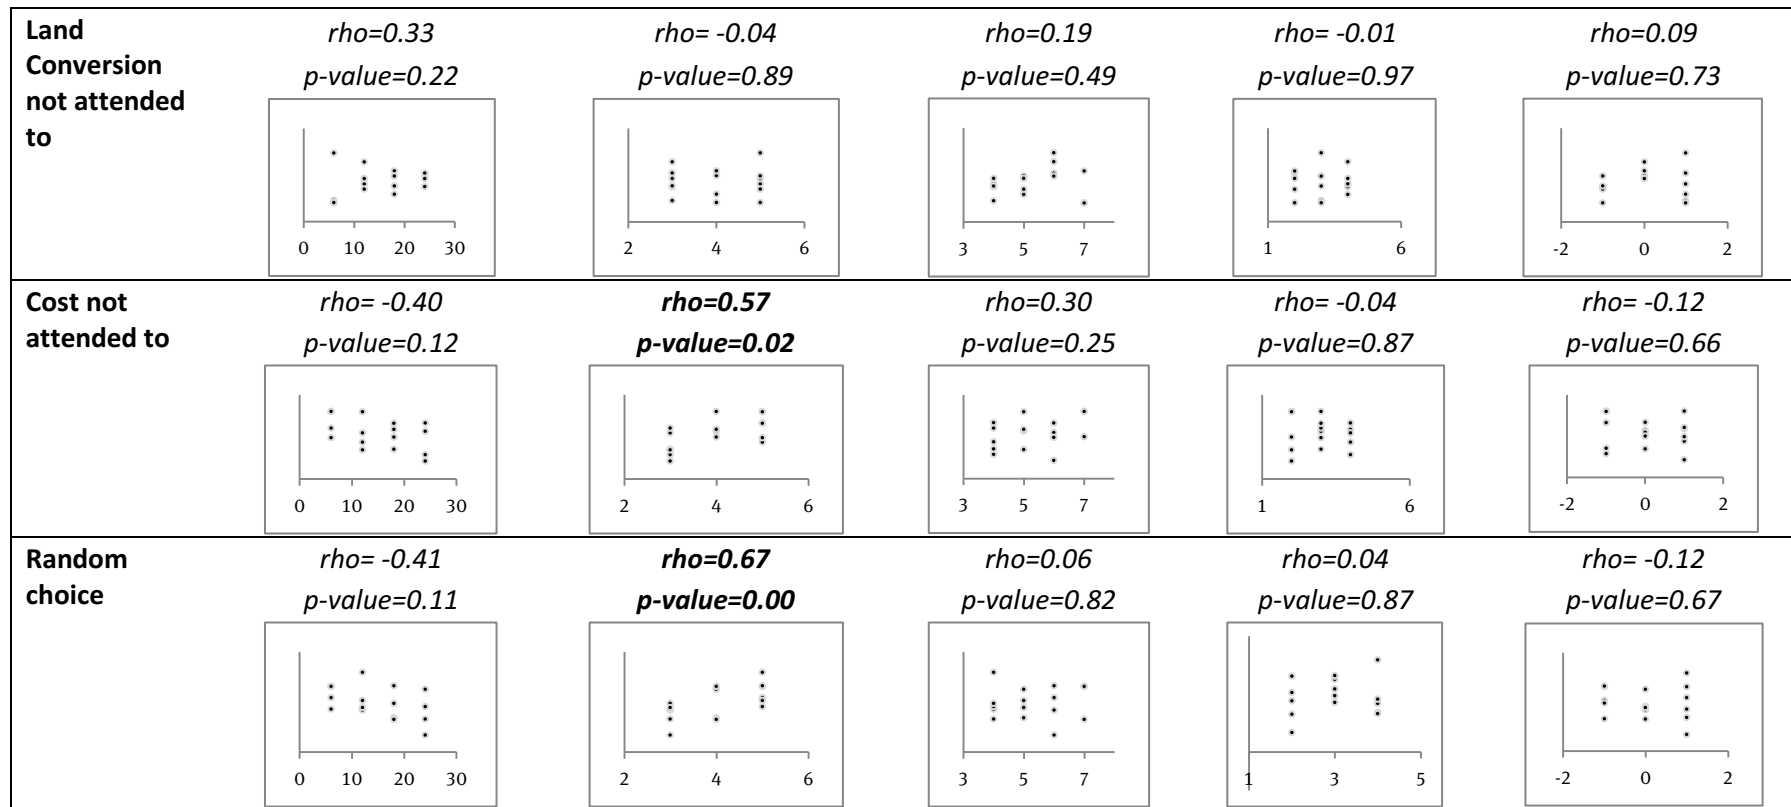 Land Conversion not attended to
rho=0.33 rho= -0.04 rho=0.19 rho= -0.01 rho=0.09
p-value=0.22 p-value=0.89 p-value=0.49 p-value=0.97 p-value=0.73
0 10 20 30 2 4 6 3 5 7 1 6 -2 0 2
Cost not attended to
rho= -0.40 rho=0.57 rho=0.30 rho= -0.04 rho= -0.12
p-value=0.12 p-value=0.02 p-value=0.25 p-value=0.87 p-value=0.66
0 10 20 30 2 4 6 3 5 7 1 6 -2 0 2
Random choice
rho= -0.41 rho=0.67 rho=0.06 rho=0.04 rho= -0.12
p-value=0.11 p-value=0.00 p-value=0.82 p-value=0.87 p-value=0.67
0 10 20 30 2 4 6 3 5 7 1 3 5 -2 0 2